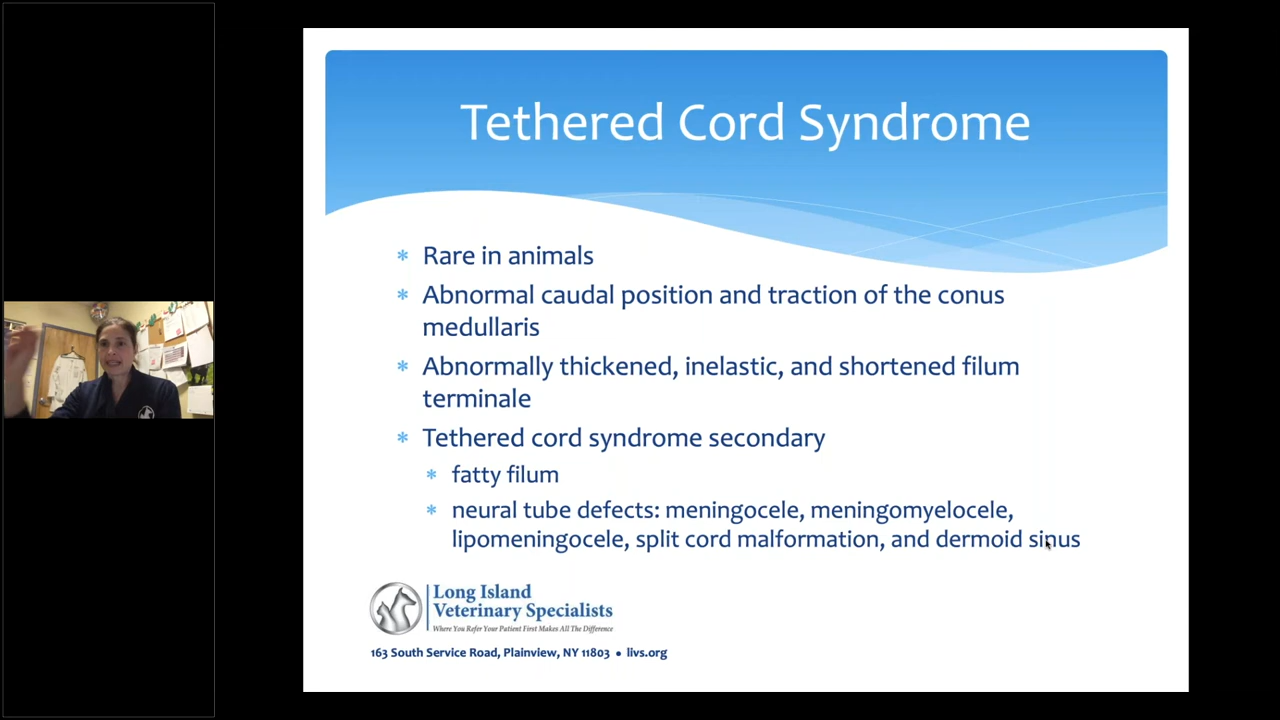 Tethered Cord Syndrome
* Rare in animals
* Abnormal caudal position and traction of the conus
medullaris
* Abnormally thickened, inelastic, and shortened filum
terminale
* Tethered cord syndrome secondary
* fatty filum
* neural tube defects: meningocele, meningomyelocele,
lipomeningocele, split cord malformation, and dermoid sinus
Long Island
Veterinary Specialists
Where You Refer Your Patient First Makes All The Difference
163 South Service Road, Plainview, NY 11803 • livs.org